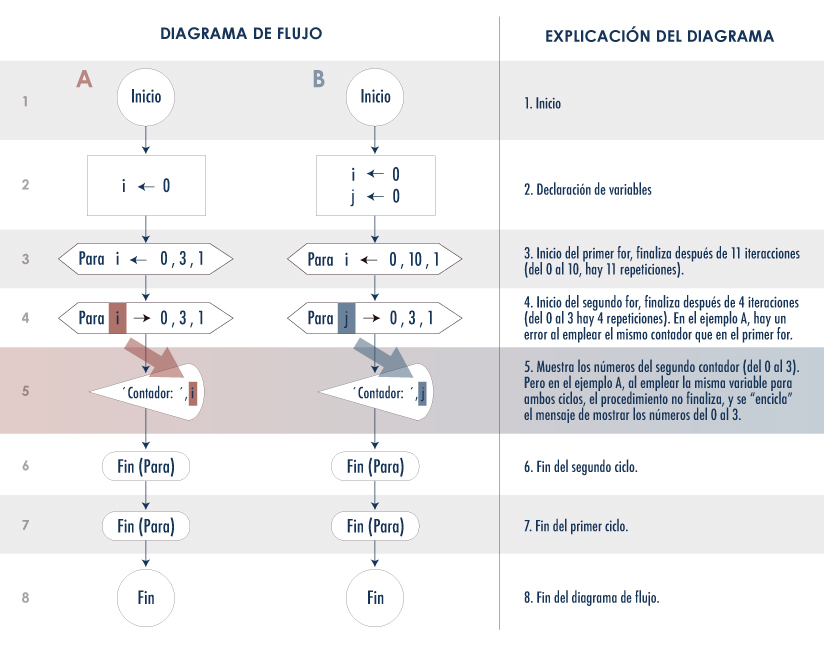 DIAGRAMA DE FLUJO
EXPLICACIÓN DEL DIAGRAMA
A
B
1
Inicio
Inicio
1. Inicio
2
i ← 0
i ← 0
j ← 0
2. Declaración de variables
3
Para i ← 0 , 3 , 1
Para i ← 0 , 10 , 1
3. Inicio del primer for, finaliza después de 11 iteracciones
(del 0 al 10, hay 11 repeticiones).
4
Para i → 0 , 3 , 1
Para j → 0 , 3 , 1
4. Inicio del segundo for, finaliza después de 4 iteraciones
(del 0 al 3 hay 4 repeticiones). En el ejemplo A, hay un
error al emplear el mismo contador que en el primer for.
5
´Contador: ´, i
´Contador: ´, j
5. Muestra los números del segundo contador (del 0 al 3).
Pero en el ejemplo A, al emplear la misma variable para
ambos ciclos, el procedimiento no finaliza, y se “encicla”
el mensaje de mostrar los números del 0 al 3.
6
Fin (Para)
Fin (Para)
6. Fin del segundo ciclo.
7
Fin (Para)
Fin (Para)
7. Fin del primer ciclo.
8
Fin
Fin
8. Fin del diagrama de flujo.